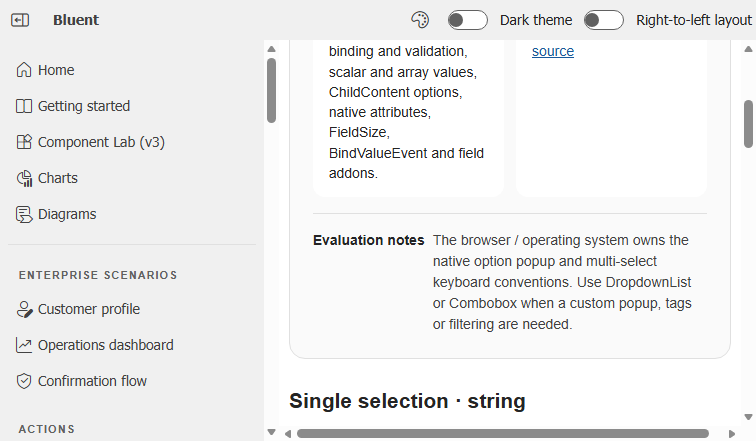 Bluent
Dark theme
Right-to-left layout
Home
Getting started
Component Lab (v3)
Charts
Diagrams
ENTERPRISE SCENARIOS
Customer profile
Operations dashboard
Confirmation flow
ACTIONS
binding and validation,
scalar and array values,
ChildContent options,
native attributes,
FieldSize,
BindValueEvent and field
addons.
source
Evaluation notes
The browser / operating system owns the
native option popup and multi-select
keyboard conventions. Use DropdownList
or Combobox when a custom popup, tags
or filtering are needed.
Single selection · string